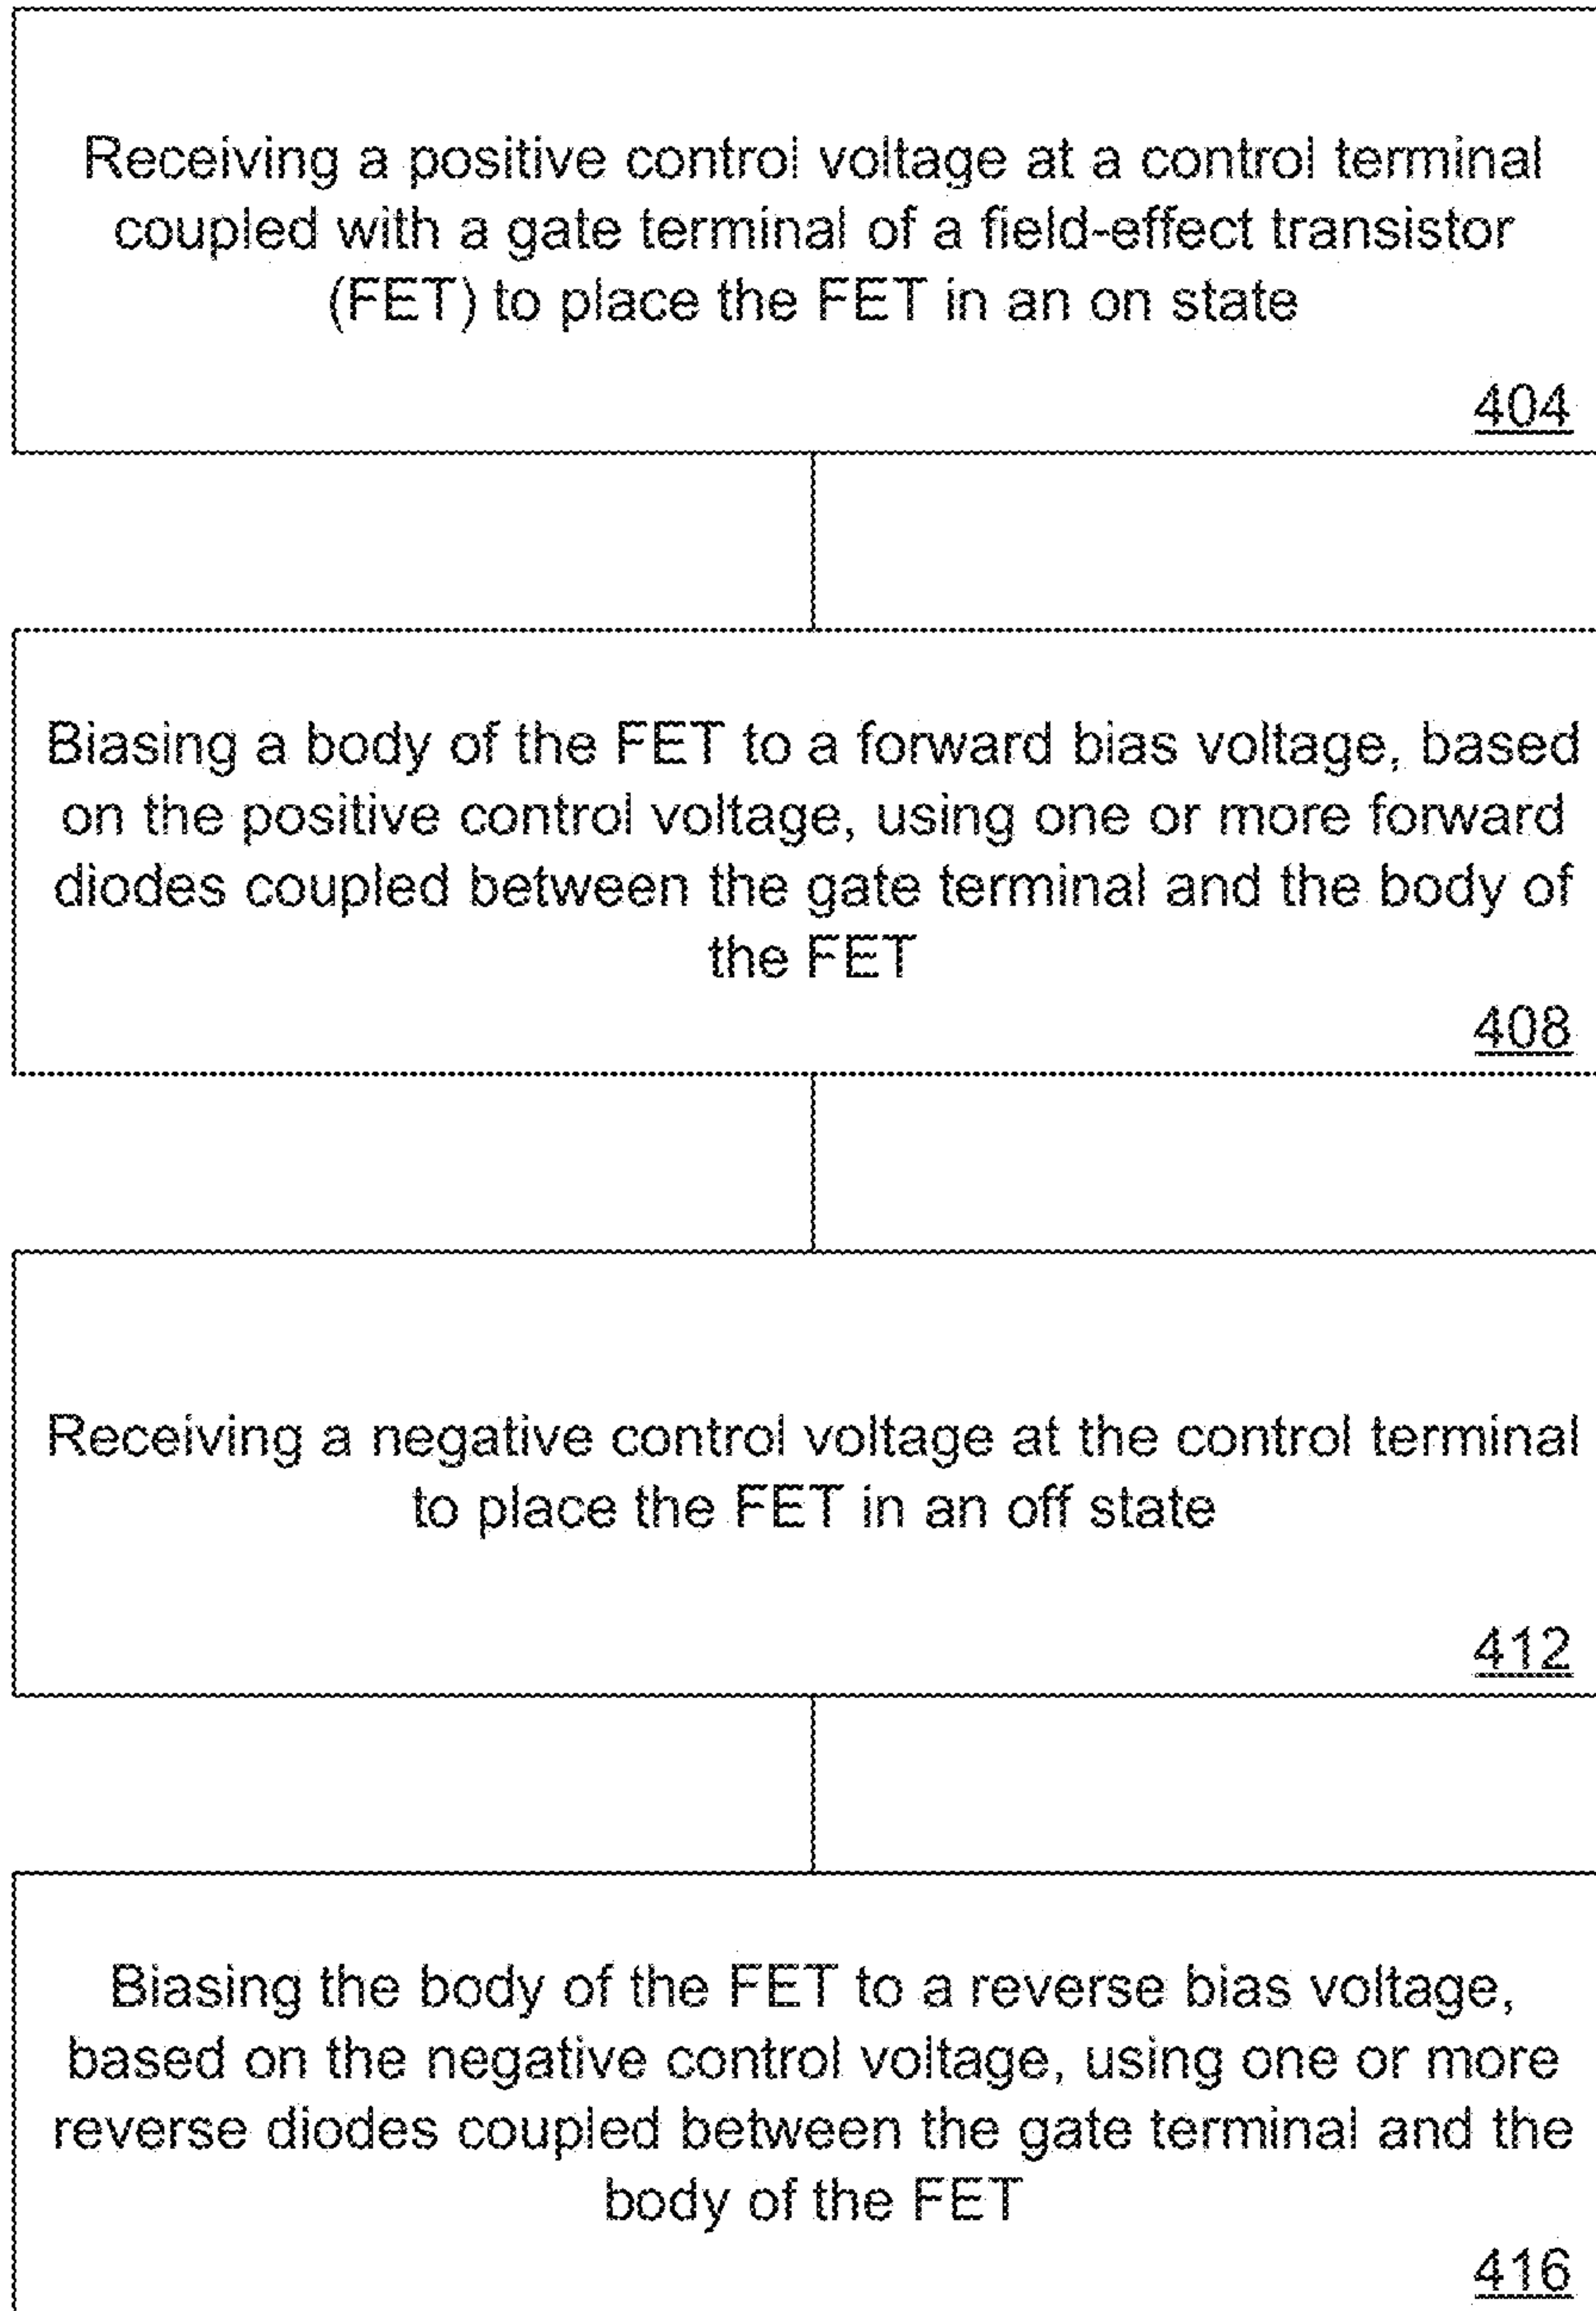 Receiving a positive control voltage at a control terminal
coupled with a gate terminal of a field-effect transistor
(FET) to place the FET in an on state
404
Biasing a body of the FET to a forward bias voltage, based
on the positive control voltage, using one or more forward
diodes coupled between the gate terminal and the body of
the FET
408
Receiving a negative control voltage at the control terminal
to place the FET in an off state
412
Biasing the body of the FET to a reverse bias voltage,
based on the negative control voltage, using one or more
reverse diodes coupled between the gate terminal and the
body of the FET
416